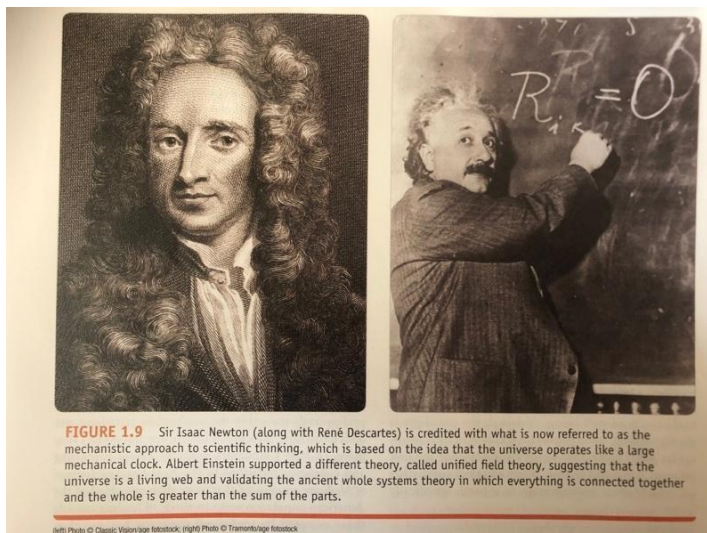 R i κ = 0
FIGURE 1.9 Sir Isaac Newton (along with René Descartes) is credited with what is now referred to as the
mechanistic approach to scientific thinking, which is based on the idea that the universe operates like a large
mechanical clock. Albert Einstein supported a different theory, called unified field theory, suggesting that the
universe is a living web and validating the ancient whole systems theory in which everything is connected together
and the whole is greater than the sum of the parts.
(left) Photo © Classic Vision/age fotostock; (right) Photo © Tramonto/age fotostock